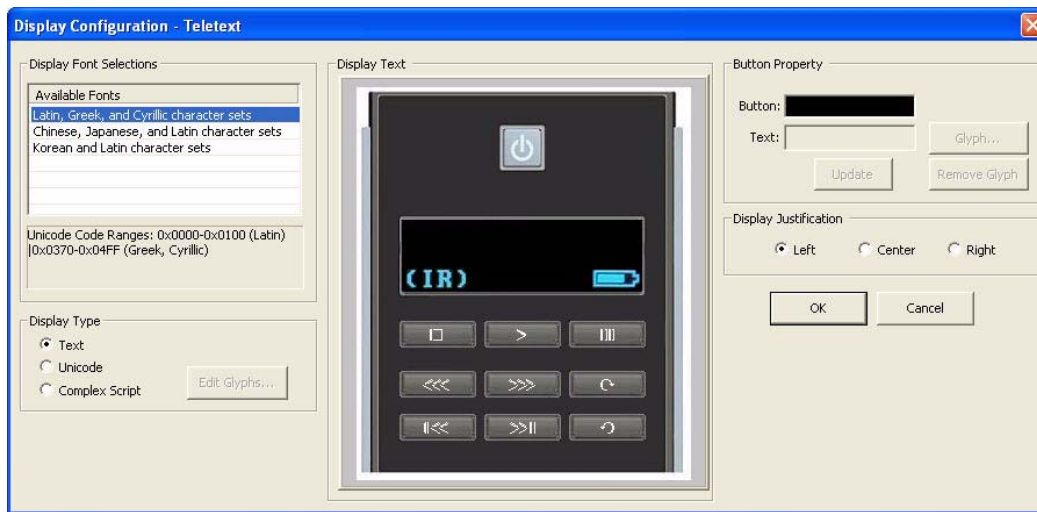 Display Configuration - Teletext
Display Font Selections
Available Fonts
Latin, Greek, and Cyrillic character sets
Chinese, Japanese, and Latin character sets
Korean and Latin character sets
Unicode Code Ranges: 0x0000-0x0100 (Latin)
|0x0370-0x04FF (Greek, Cyrillic)
Display Type
Text
Unicode
Complex Script
Edit Glyphs...
Display Text
(IR)
Button Property
Button:
Text:
Glyph...
Update
Remove Glyph
Display Justification
Left
Center
Right
OK
Cancel